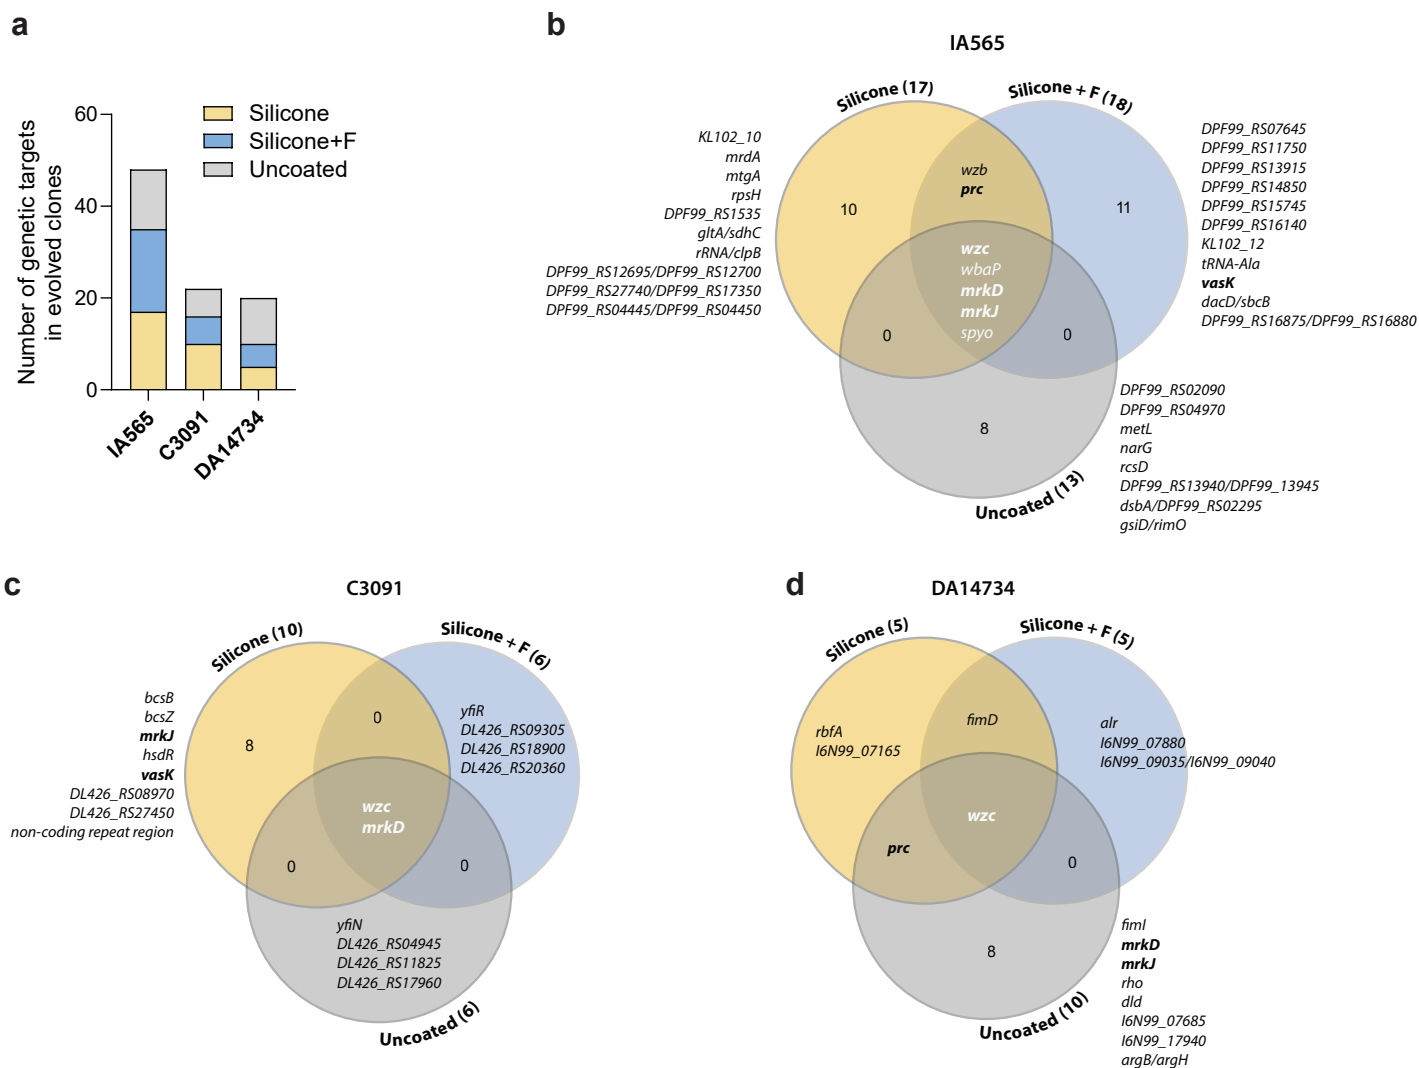 a
Number of genetic targets
in evolved clones
60
40
20
0
Silicone
Silicone+F
Uncoated
IA565
C3091
DA14734
b
IA565
Silicone (17)
Silicone + F (18)
KL102_10
mrdA
mtgA
rpsH
DPF99_RS1535
gltA/sdhC
rRNA/clpB
DPF99_RS12695/DPF99_RS12700
DPF99_RS27740/DPF99_RS17350
DPF99_RS04445/DPF99_RS04450
10
wzb
prc
11
wzc
wbaP
mrkD
mrkJ
spyo
0
0
8
DPF99_RS07645
DPF99_RS11750
DPF99_RS13915
DPF99_RS14850
DPF99_RS15745
DPF99_RS16140
KL102_12
tRNA-Ala
vasK
dacD/sbcB
DPF99_RS16875/DPF99_RS16880
DPF99_RS02090
DPF99_RS04970
metL
narG
rcsD
DPF99_RS13940/DPF99_13945
dsbA/DPF99_RS02295
gsiD/rimO
Uncoated (13)
c
C3091
Silicone (10)
Silicone + F (6)
bcsB
bcsZ
mrkJ
hsdR
vasK
DL426_RS08970
DL426_RS27450
non-coding repeat region
8
0
yfiR
DL426_RS09305
DL426_RS18900
DL426_RS20360
wzc
mrkD
0
0
yfiN
DL426_RS04945
DL426_RS11825
DL426_RS17960
Uncoated (6)
d
DA14734
Silicone (5)
Silicone + F (5)
rbfA
I6N99_07165
fimD
alr
I6N99_07880
I6N99_09035/I6N99_09040
wzc
prc
0
8
fimI
mrkD
mrkJ
rho
dld
I6N99_07685
I6N99_17940
argB/argH
Uncoated (10)